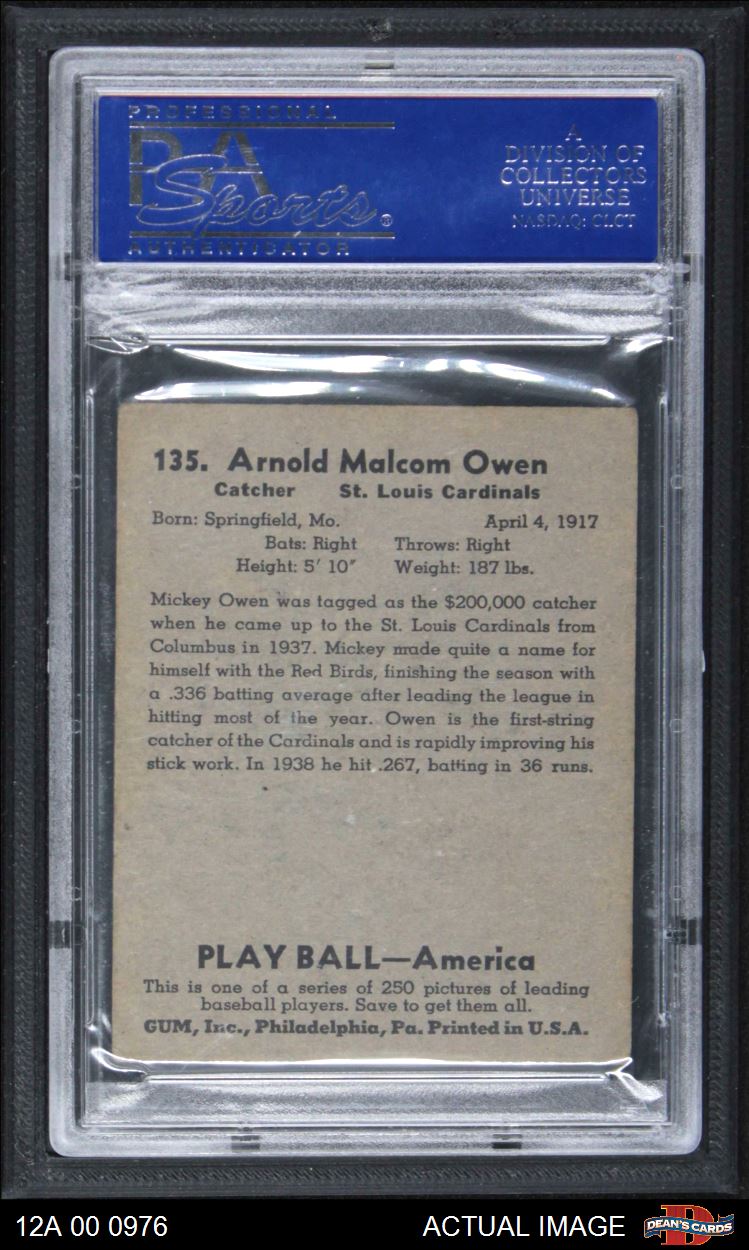 PROFESSIONAL
PSA
Sports®
AUTHENTICATOR
A
DIVISION OF
COLLECTORS
UNIVERSE
NASDAQ: CLCT
135. Arnold Malcom Owen
Catcher St. Louis Cardinals
Born: Springfield, Mo. April 4, 1917
Bats: Right Throws: Right
Height: 5' 10" Weight: 187 lbs.
Mickey Owen was tagged as the $200,000 catcher
when he came up to the St. Louis Cardinals from
Columbus in 1937. Mickey made quite a name for
himself with the Red Birds, finishing the season with
a .336 batting average after leading the league in
hitting most of the year. Owen is the first-string
catcher of the Cardinals and is rapidly improving his
stick work. In 1938 he hit .267, batting in 36 runs.
PLAY BALL—America
This is one of a series of 250 pictures of leading
baseball players. Save to get them all.
GUM, Inc., Philadelphia, Pa. Printed in U.S.A.
12A 00 0976 ACTUAL IMAGE D DEAN'S CARDS